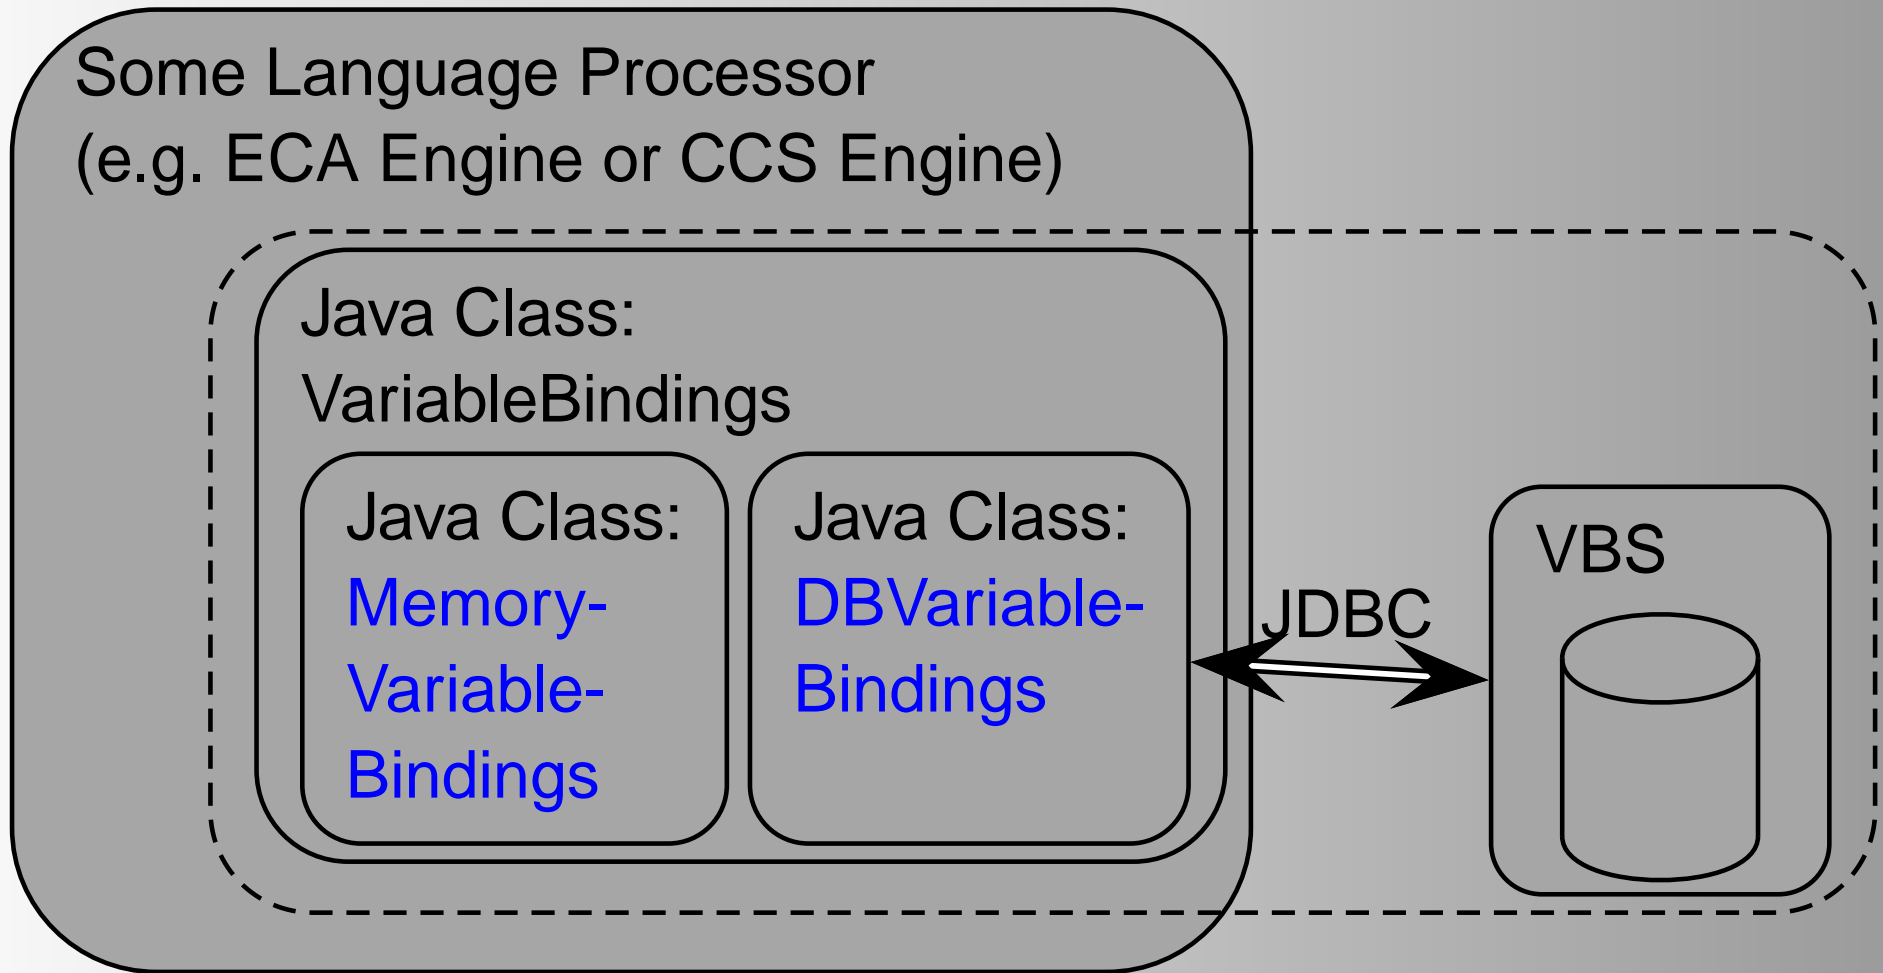 Some Language Processor
(e.g. ECA Engine or CCS Engine)
Java Class:
VariableBindings
Java Class:
Memory-
Variable-
Bindings
Java Class:
DBVariable-
Bindings
JDBC
VBS